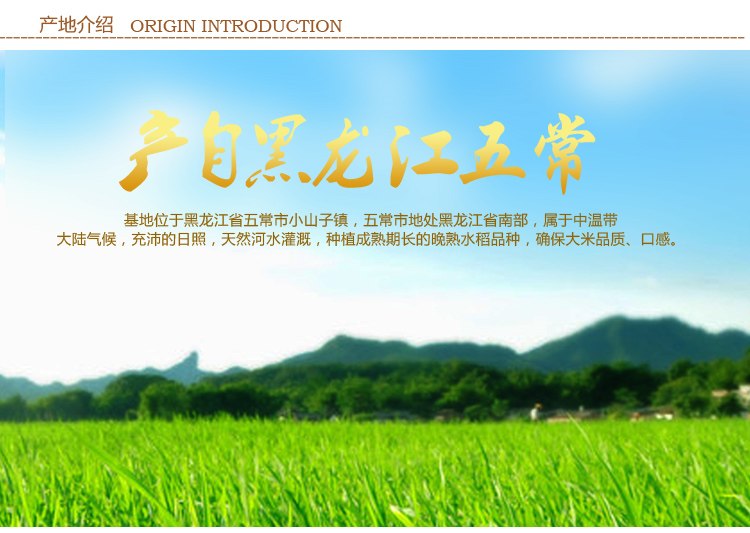 产地介绍 ORIGIN INTRODUCTION
产自黑龙江五常
基地位于黑龙江省五常市小山子镇，五常市地处黑龙江省南部，属于中温带
大陆气候，充沛的日照，天然河水灌溉，种植成熟期长的晚熟水稻品种，确保大米品质、口感。